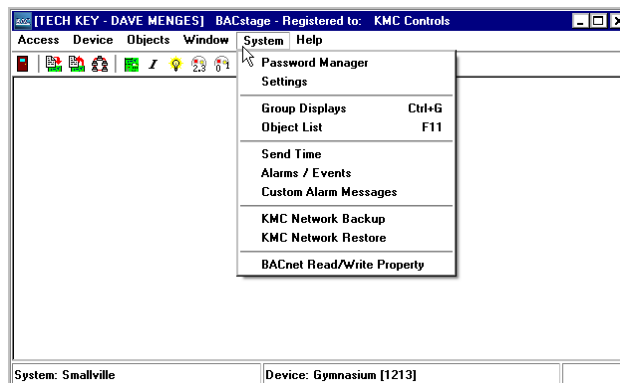 [TECH KEY - DAVE MENGES] BACstage - Registered to: KMC Controls
Access Device Objects Window System Help
Password Manager
Settings
Group Displays Ctrl+G
Object List F11
Send Time
Alarms / Events
Custom Alarm Messages
KMC Network Backup
KMC Network Restore
BACnet Read/Write Property
System: Smallville Device: Gymnasium [1213]